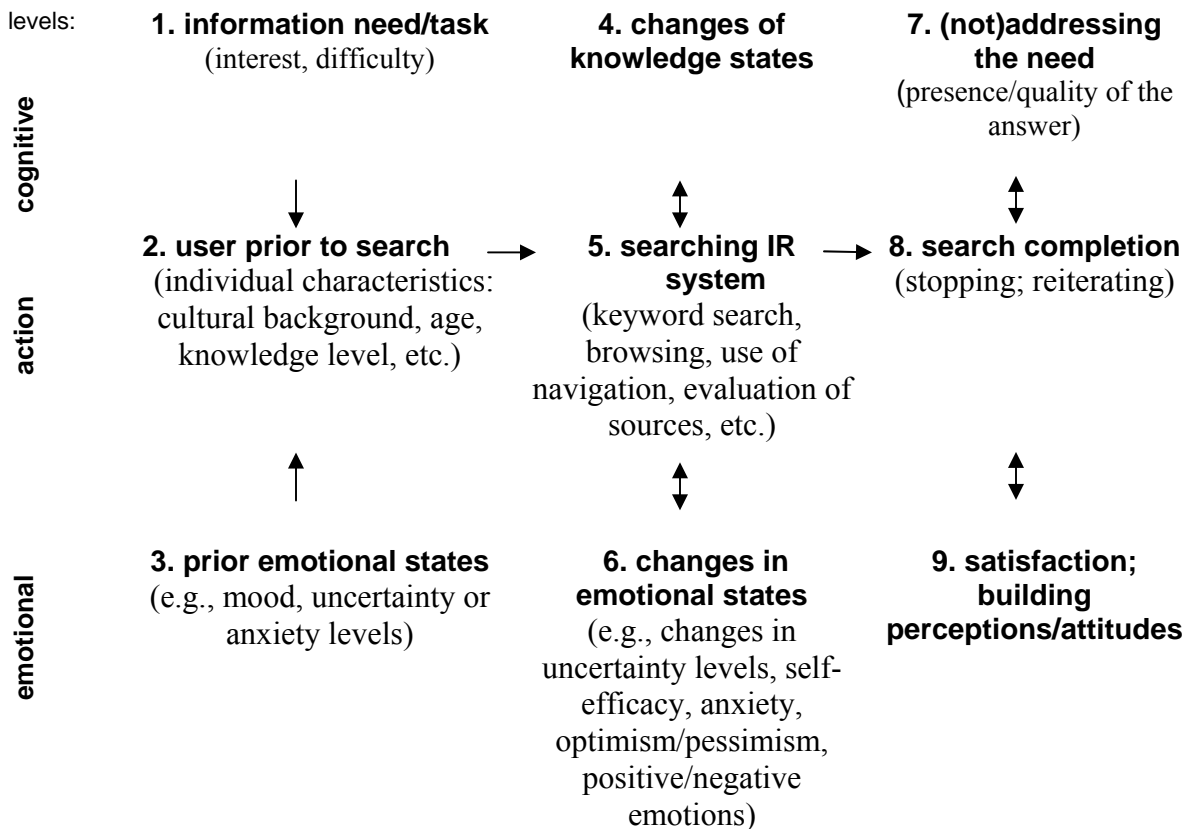 levels:
1. information need/task
(interest, difficulty)
4. changes of
knowledge states
7. (not)addressing
the need
(presence/quality of the
answer)
cognitive
2. user prior to search
(individual characteristics:
cultural background, age,
knowledge level, etc.)
5. searching IR
system
(keyword search,
browsing, use of
navigation, evaluation of
sources, etc.)
8. search completion
(stopping; reiterating)
action
3. prior emotional states
(e.g., mood, uncertainty or
anxiety levels)
6. changes in
emotional states
(e.g., changes in
uncertainty levels, self-
efficacy, anxiety,
optimism/pessimism,
positive/negative
emotions)
9. satisfaction;
building
perceptions/attitudes
emotional